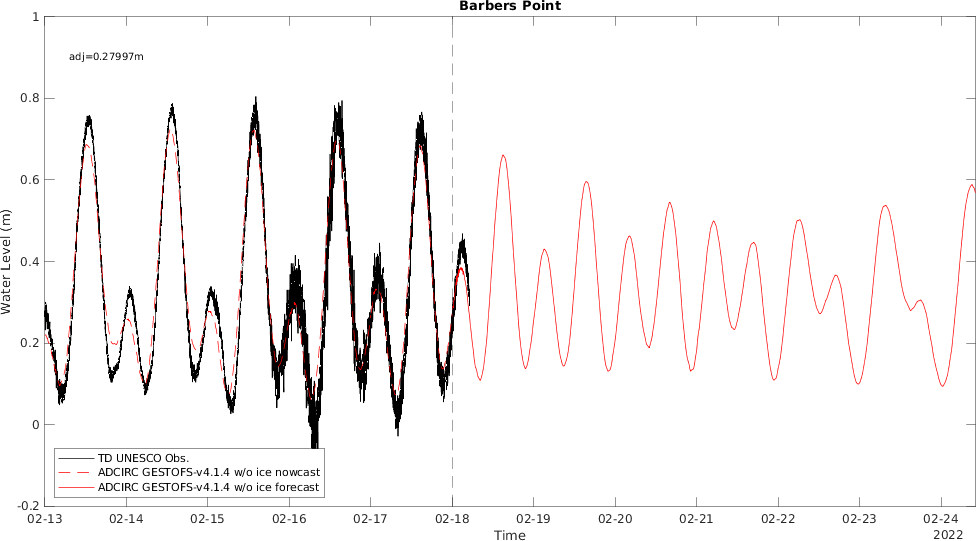 Barbers Point
1
adj=0.27997m
0.8
0.6
0.4
0.2
0
-0.2
Water Level (m)
TD UNESCO Obs.
ADCIRC GESTOFS-v4.1.4 w/o ice nowcast
ADCIRC GESTOFS-v4.1.4 w/o ice forecast
02-13 02-14 02-15 02-16 02-17 02-18 02-19 02-20 02-21 02-22 02-23 02-24
Time
2022